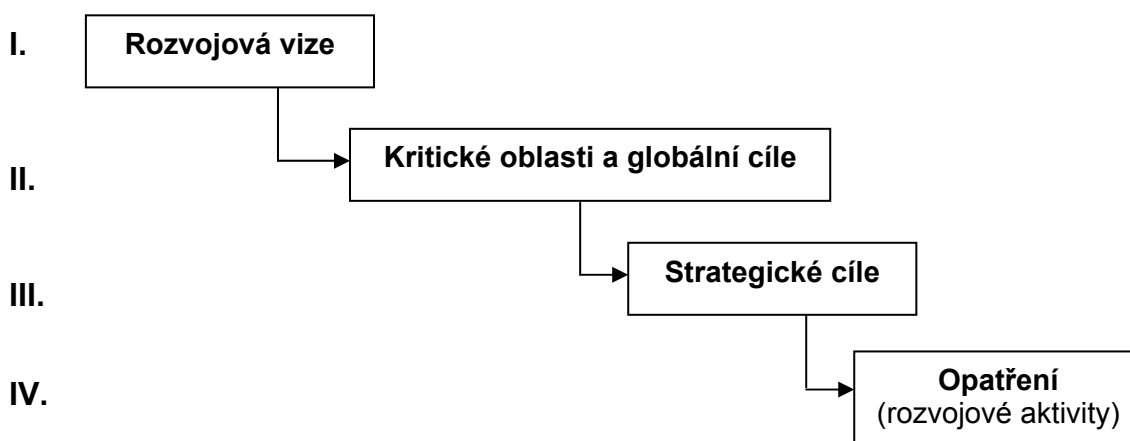 I.
Rozvojová vize
Kritické oblasti a globální cíle
II.
Strategické cíle
III.
Opatření
IV.
(rozvojové aktivity)